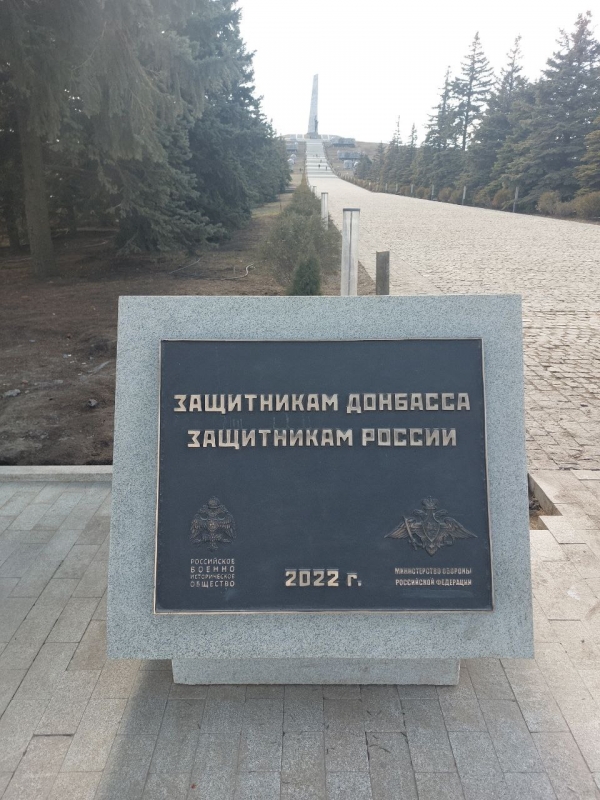 ЗАЩИТНИКАМ ДОНБАССА
ЗАЩИТНИКАМ РОССИИ
РОССИЙСКОЕ
ВОЕННО
ИСТОРИЧЕСКОЕ
ОБЩЕСТВО
2022 г.
МИНИСТЕРСТВО ОБОРОНЫ
РОССИЙСКОЙ ФЕДЕРАЦИИ